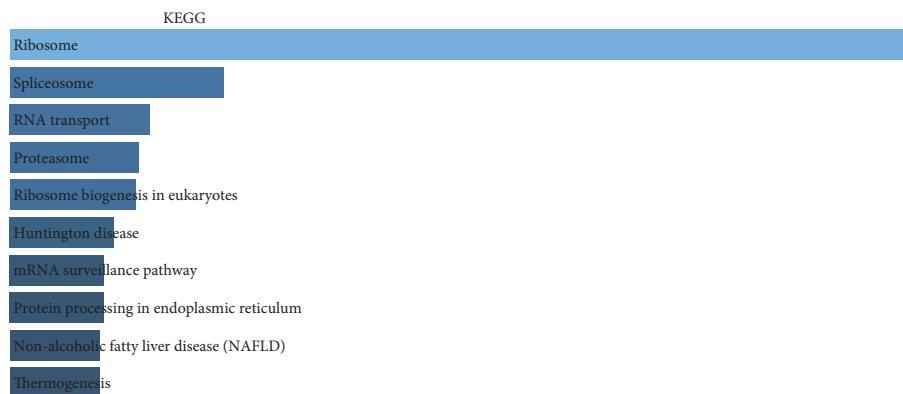 KEGG
Ribosome
Spliceosome
RNA transport
Proteasome
Ribosome biogenesis in eukaryotes
Huntington disease
mRNA surveillance pathway
Protein processing in endoplasmic reticulum
Non-alcoholic fatty liver disease (NAFLD)
Thermogenesis